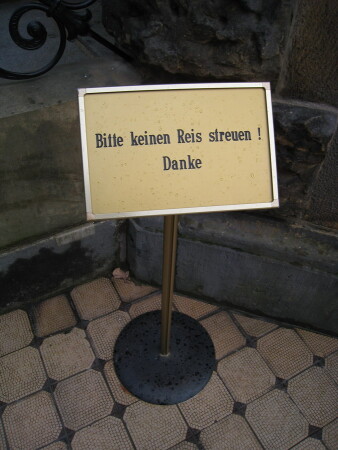 Bitte keinen Reis streuen !
Danke